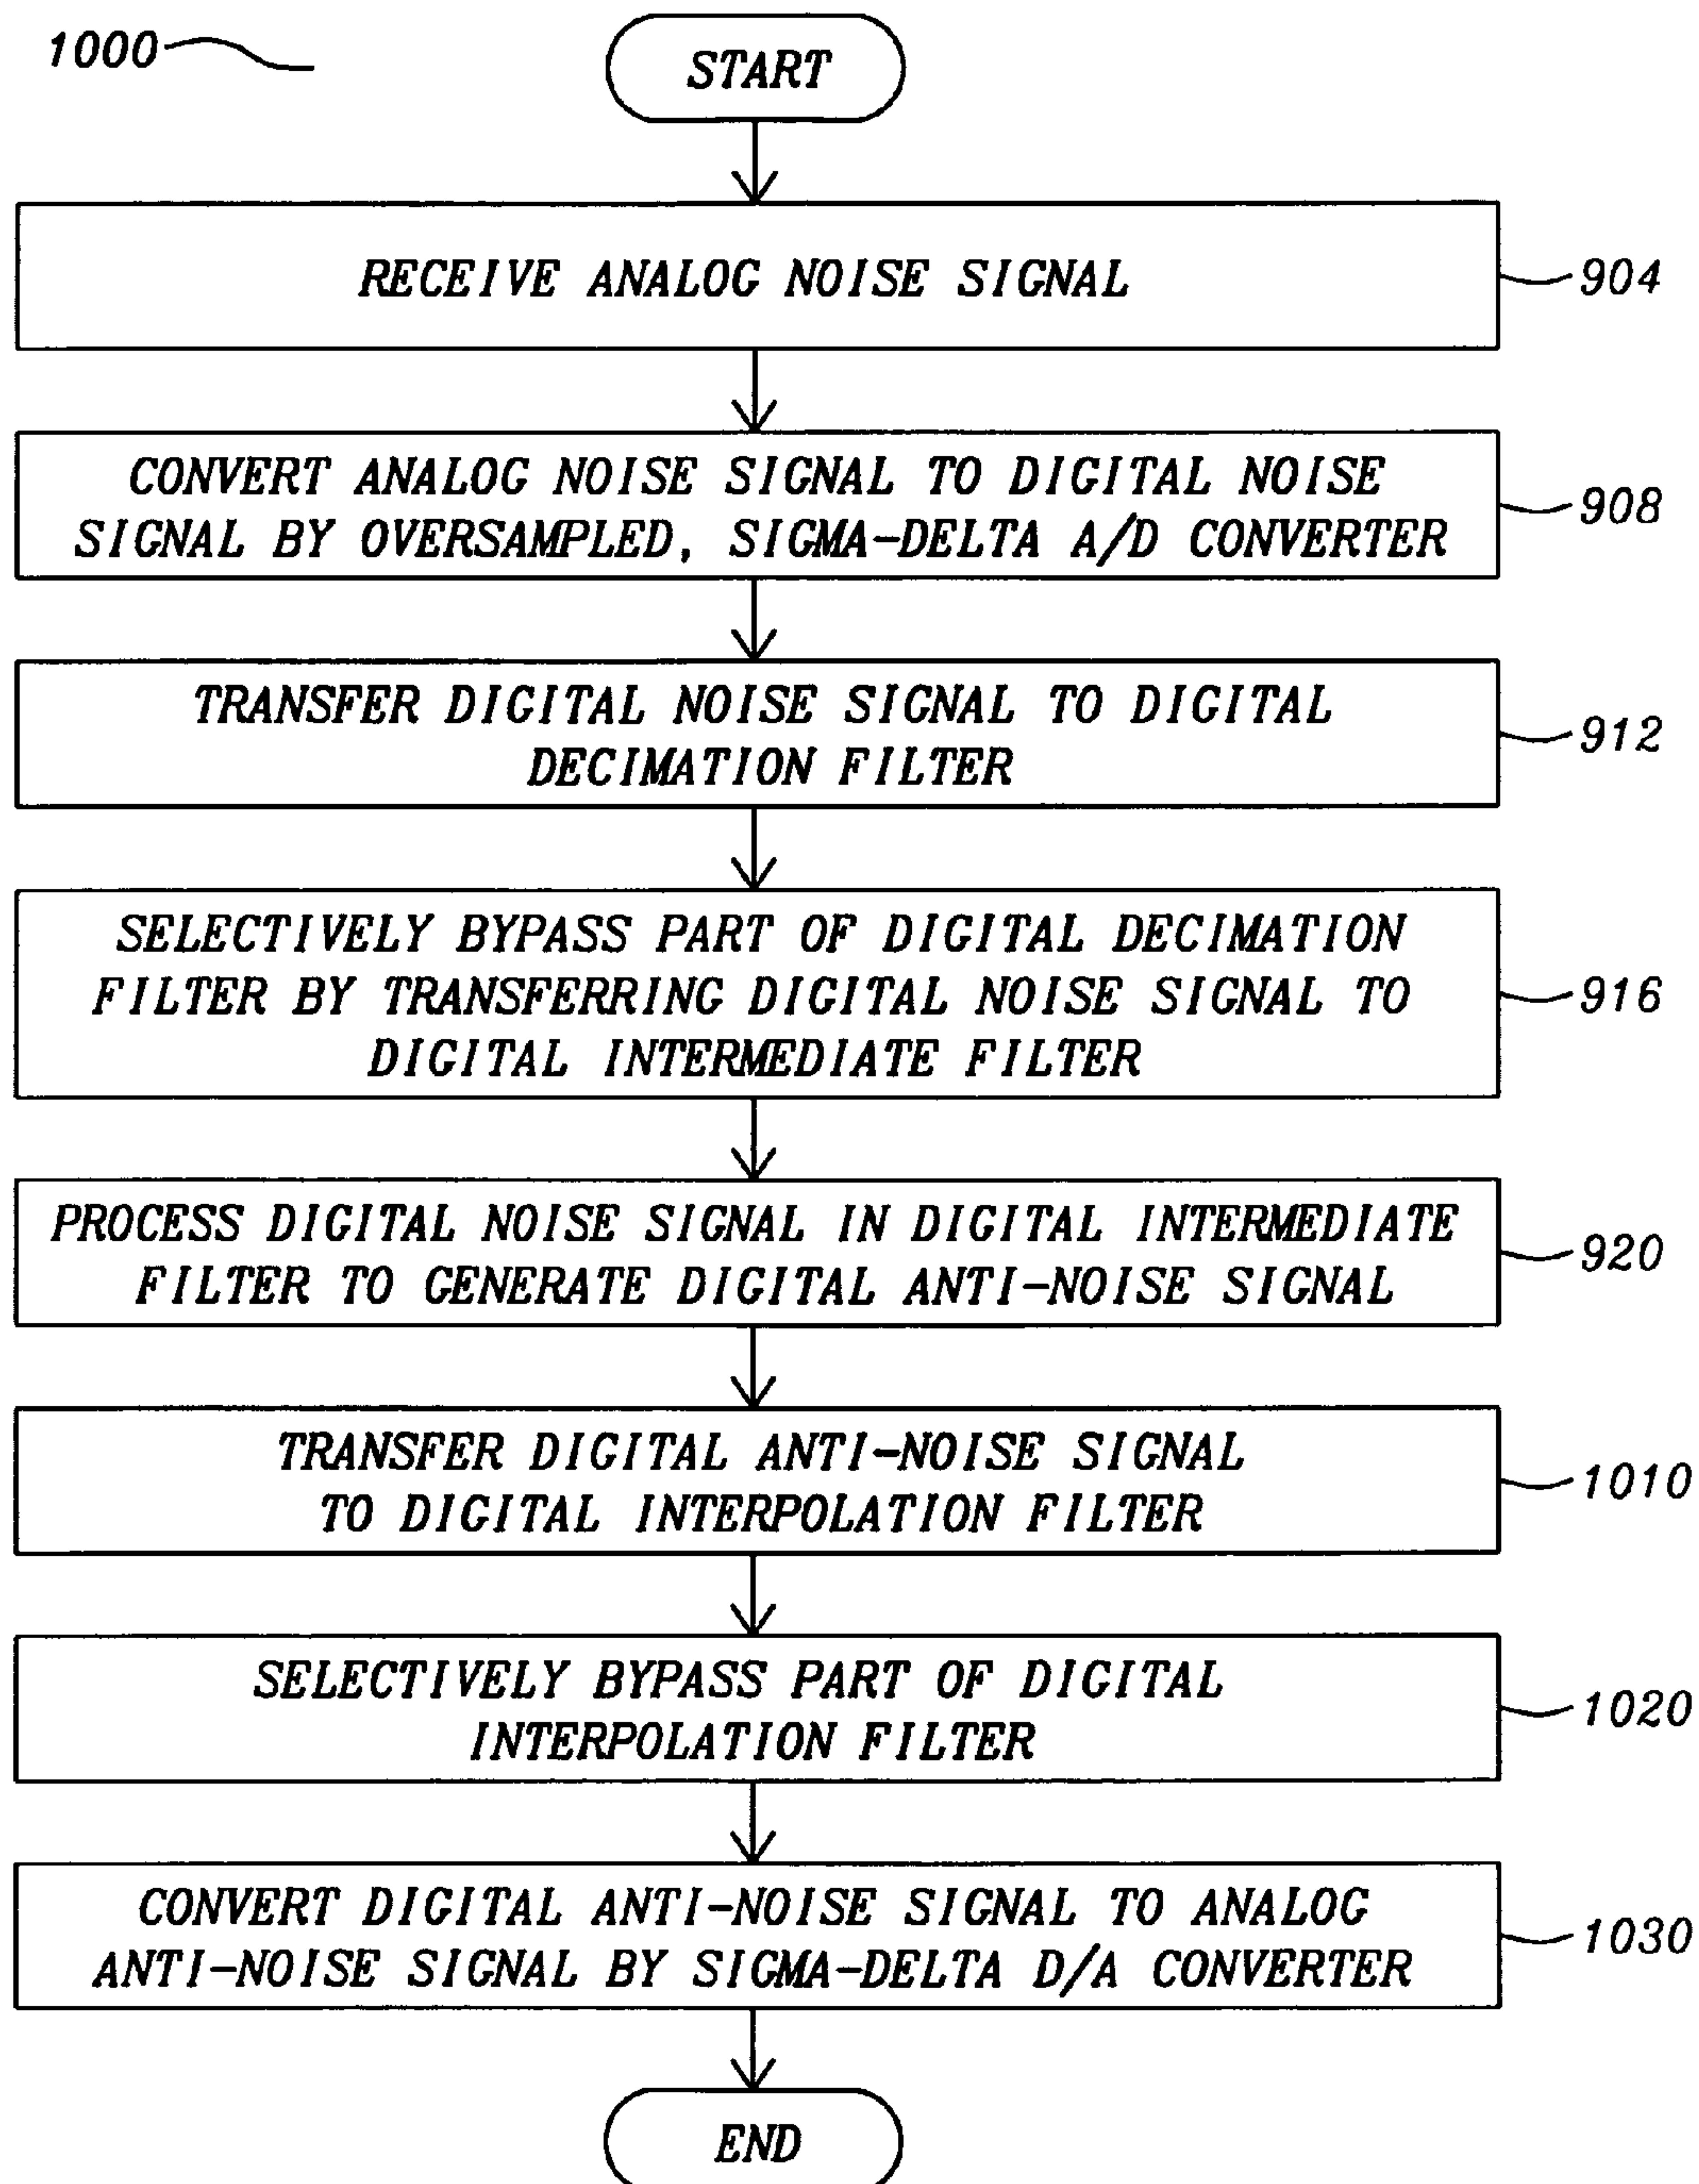 1000
START
RECEIVE ANALOG NOISE SIGNAL
904
CONVERT ANALOG NOISE SIGNAL TO DIGITAL NOISE
SIGNAL BY OVERSAMPLED, SIGMA-DELTA A/D CONVERTER
908
TRANSFER DIGITAL NOISE SIGNAL TO DIGITAL
DECIMATION FILTER
912
SELECTIVELY BYPASS PART OF DIGITAL DECIMATION
FILTER BY TRANSFERRING DIGITAL NOISE SIGNAL TO
DIGITAL INTERMEDIATE FILTER
916
PROCESS DIGITAL NOISE SIGNAL IN DIGITAL INTERMEDIATE
FILTER TO GENERATE DIGITAL ANTI-NOISE SIGNAL
920
TRANSFER DIGITAL ANTI-NOISE SIGNAL
TO DIGITAL INTERPOLATION FILTER
1010
SELECTIVELY BYPASS PART OF DIGITAL
INTERPOLATION FILTER
1020
CONVERT DIGITAL ANTI-NOISE SIGNAL TO ANALOG
ANTI-NOISE SIGNAL BY SIGMA-DELTA D/A CONVERTER
1030
END